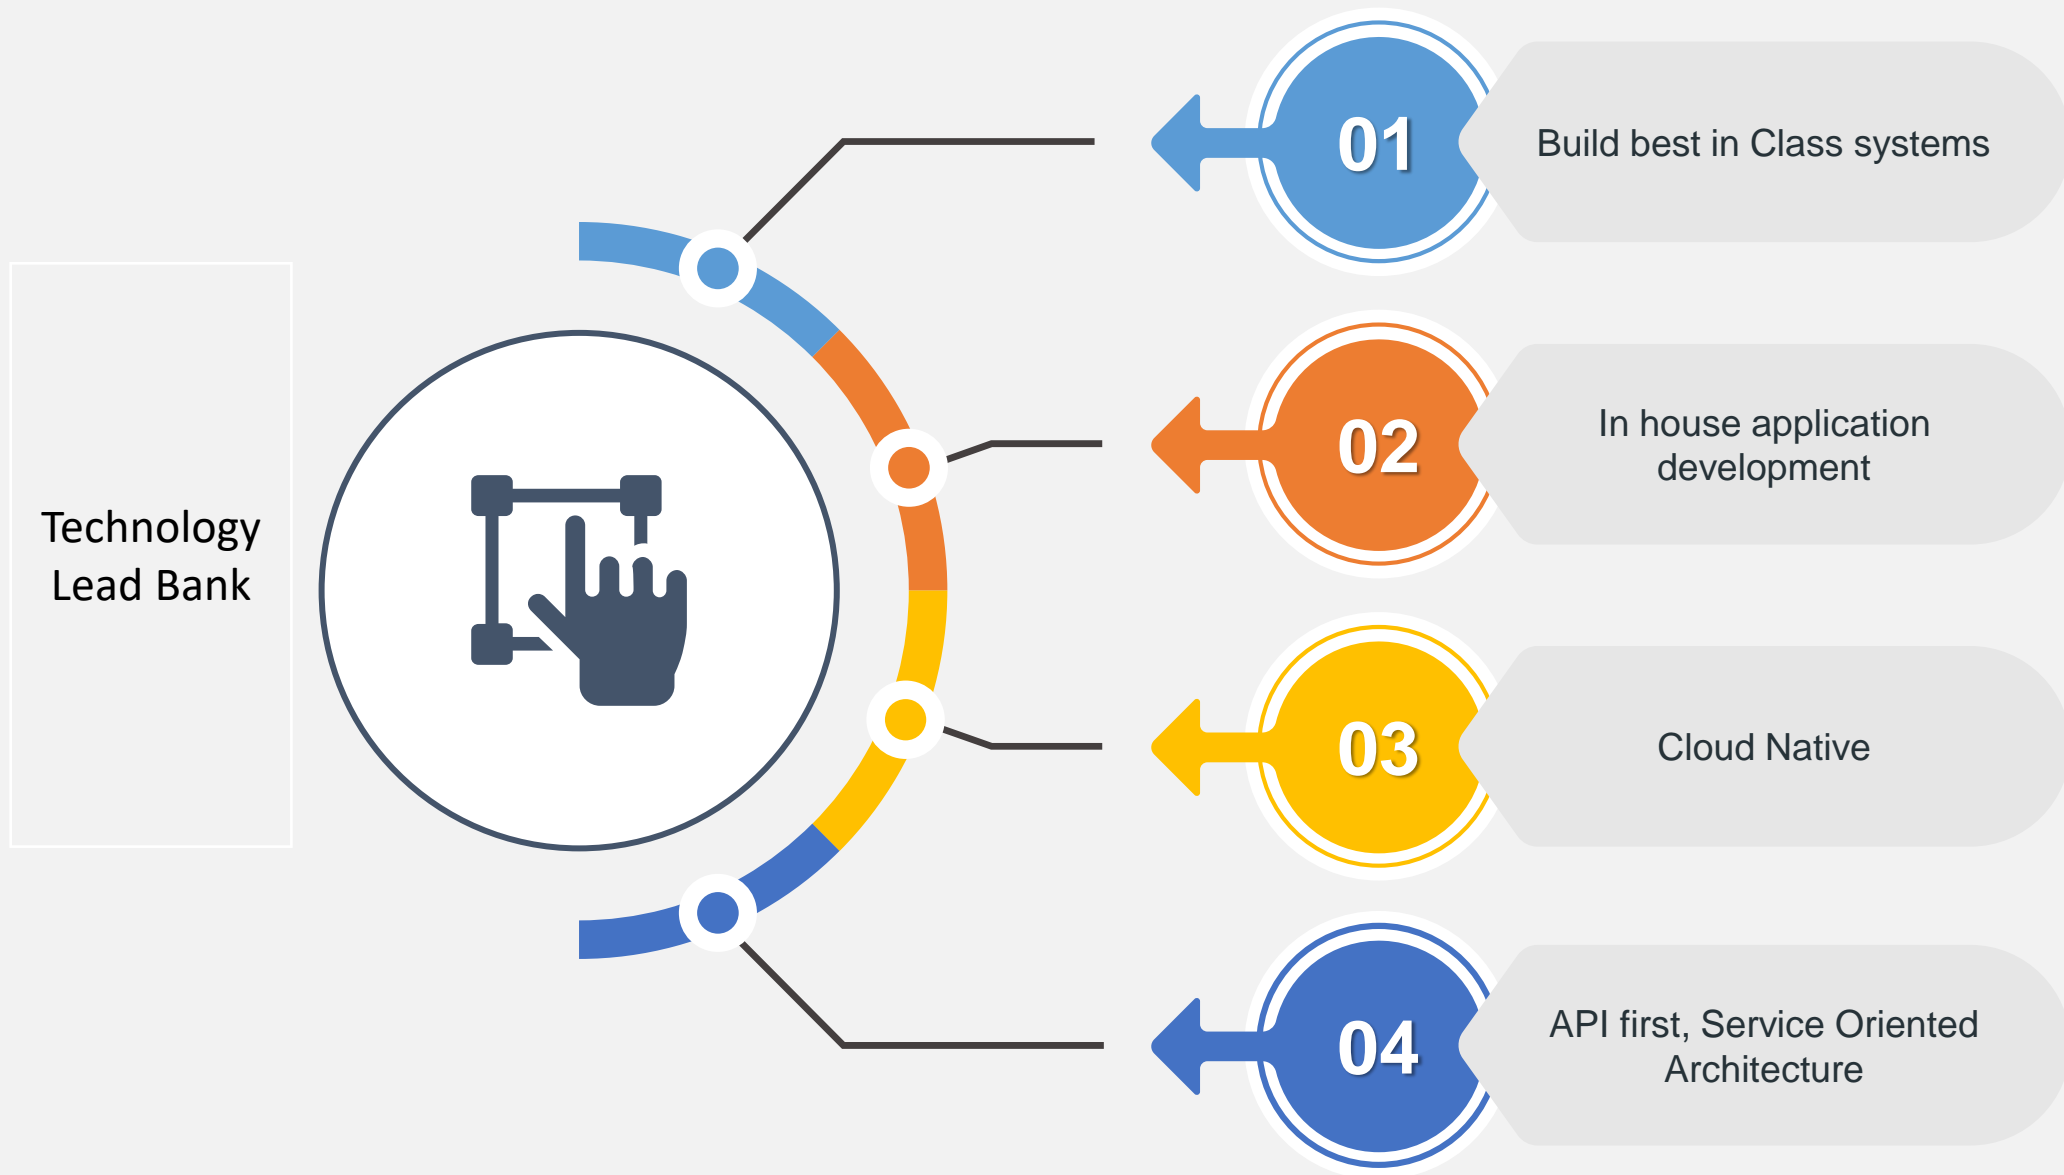 Technology
Lead Bank
01
Build best in Class systems
02
In house application
development
03
Cloud Native
04
API first, Service Oriented
Architecture